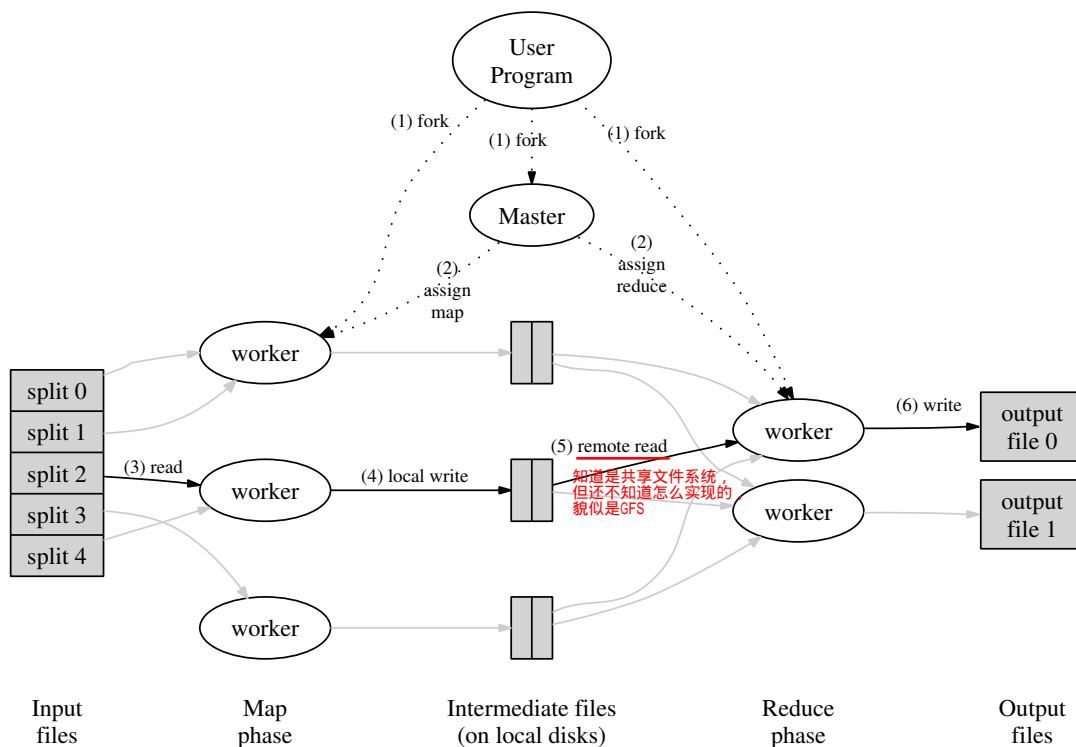 User
Program
(1) fork
(1) fork
(1) fork
Master
(2)
assign
map
(2)
assign
reduce
split 0
split 1
split 2
split 3
split 4
(3) read
worker
worker
worker
(4) local write
(5) remote read
知道是共享文件系统，
但还不知道怎么实现的，
貌似是GFS
worker
worker
(6) write
output
file 0
output
file 1
Input
files
Map
phase
Intermediate files
(on local disks)
Reduce
phase
Output
files